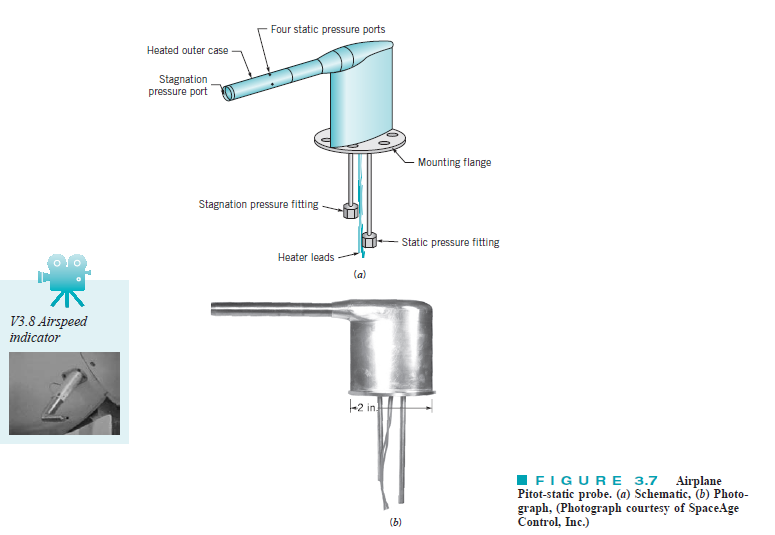 Four static pressure ports
Heated outer case
Stagnation
pressure port
Mounting flange
Stagnation pressure fitting
Static pressure fitting
Heater leads
(a)
V3.8 Airspeed
indicator
2 in.
(b)
FIGURE 3.7 Airplane
Pitot-static probe. (a) Schematic, (b) Photo-
graph, (Photograph courtesy of SpaceAge
Control, Inc.)